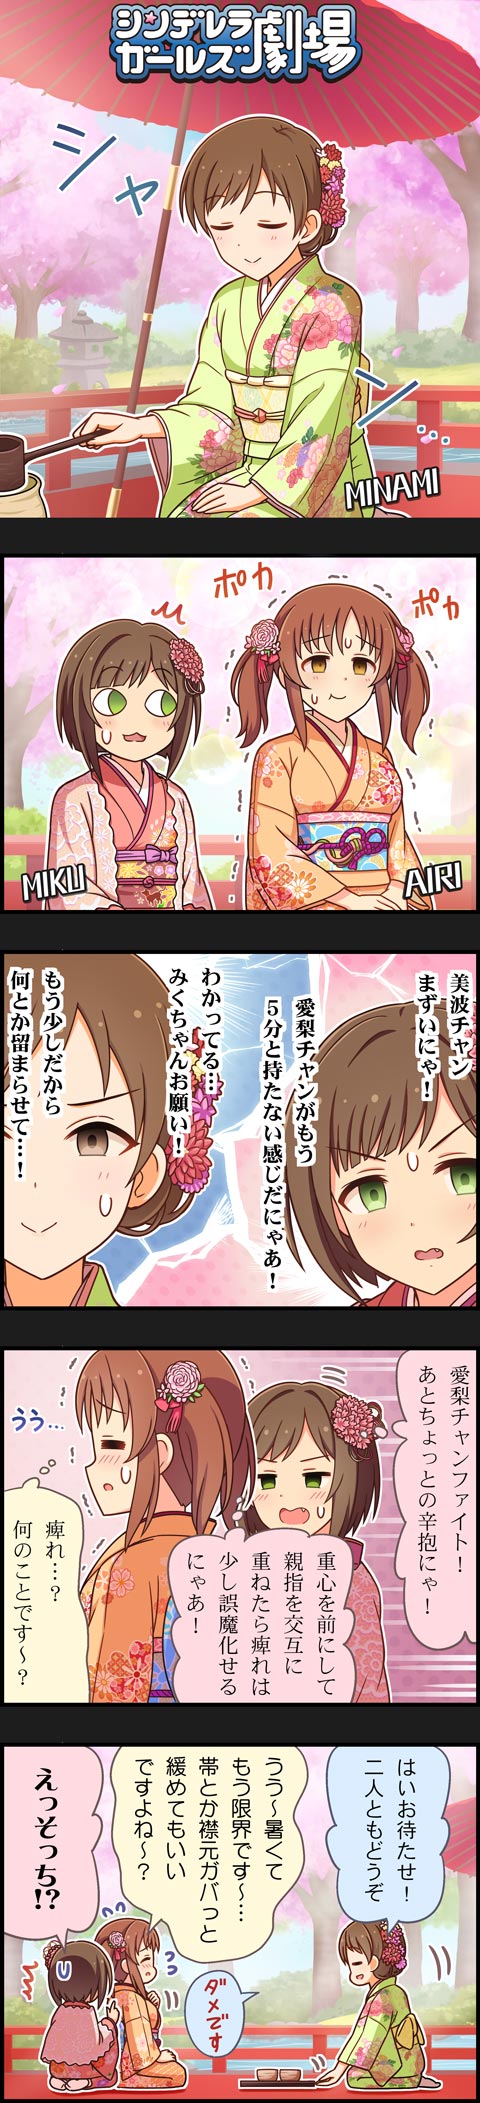 シンデレラ
ガールズ劇場
シャ
シ…
MINAMI
ポカ
ポカ
MIKU
AIRI
美波チャン
まずいにゃ！
愛梨チャンがもう
５分と持たない感じだにゃあ！
わかってる…
みくちゃんお願い！
もう少しだから
何とか留まらせて…！
愛梨チャンファイト！
あとちょっとの辛抱にゃ！
重心を前にして
親指を交互に
重ねたら痺れは
少し誤魔化せる
にゃあ！
うう…
痺れ…？
何のことです〜？
はいお待たせ！
二人ともどうぞ
うう〜暑くて
もう限界です〜…
帯とか襟元ガバっと
緩めてもいい
ですよね〜？
えっそっち!?
ダメです